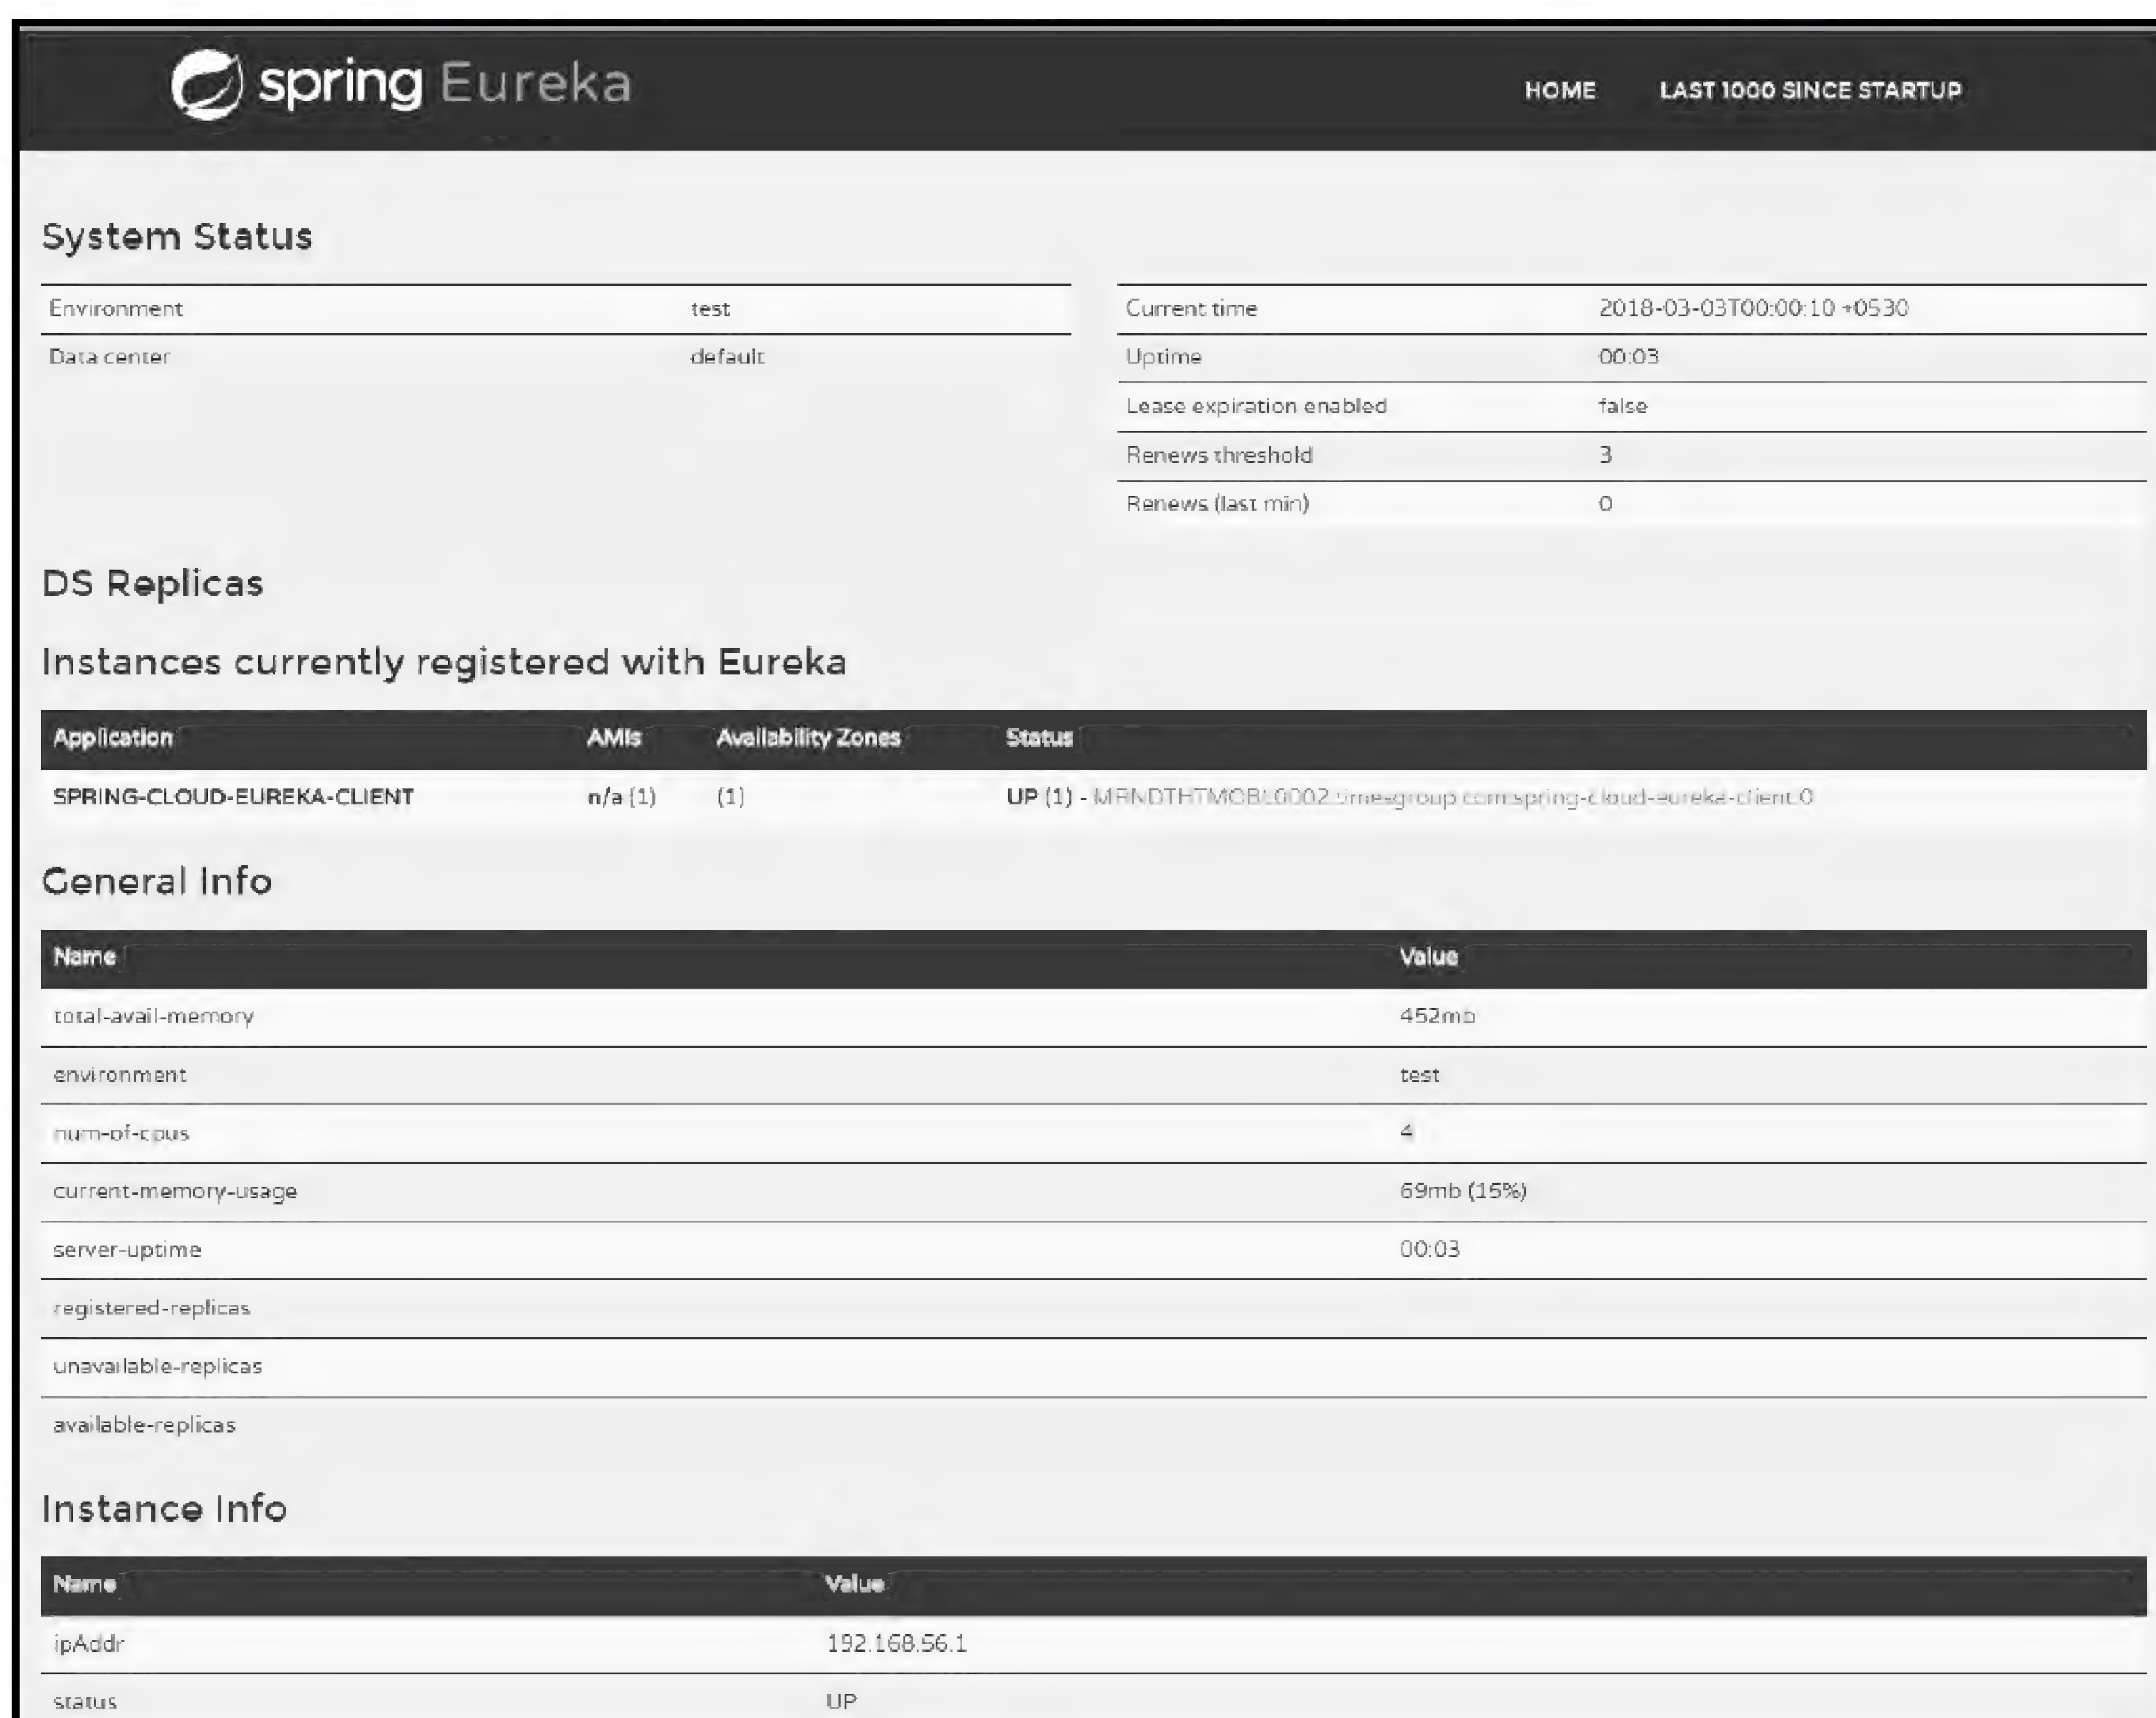 spring Eureka
HOME LAST 1000 SINCE STARTUP
System Status
Environment test
Data center default
Current time 2018-03-03T00:00:10 +0530
Uptime 00:03
Lease expiration enabled false
Renews threshold 3
Renews (last min) 0
DS Replicas
Instances currently registered with Eureka
Application AMIs Availability Zones Status
SPRING-CLOUD-EUREKA-CLIENT n/a (1) (1) UP (1) -
General Info
Name Value
total-avail-memory 452mb
environment test
num-of-cpus 4
current-memory-usage 69mb (15%)
server-uptime 00:03
registered-replicas
unavailable-replicas
available-replicas
Instance Info
Name Value
ipAddr 192.168.56.1
status UP